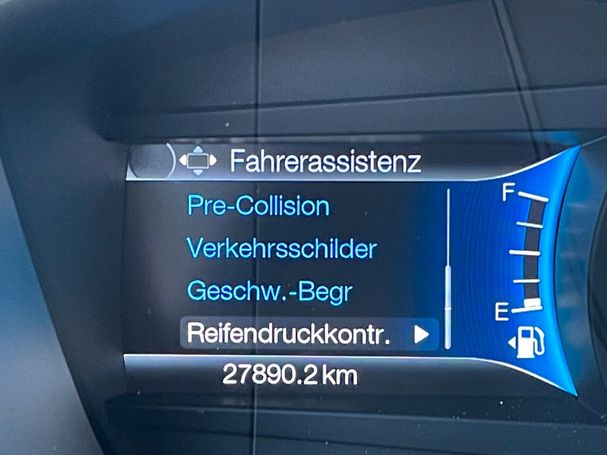 Fahrerassistenz
Pre-Collision
Verkehrsschilder
Geschw.-Begr
Reifendruckkontr.
27890.2 km
F
E